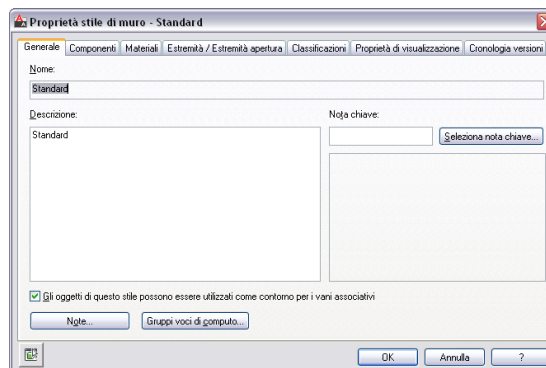 Proprietà stile di muro - Standard
Generale Componenti Materiali Estremità / Estremità apertura Classificazioni Proprietà di visualizzazione Cronologia versioni
Nome:
Standard
Descrizione: Nota chiave:
Standard
Seleziona nota chiave...
Gli oggetti di questo stile possono essere utilizzati come contorno per i vani associativi
Note... Gruppi voci di computo...
OK Annulla ?